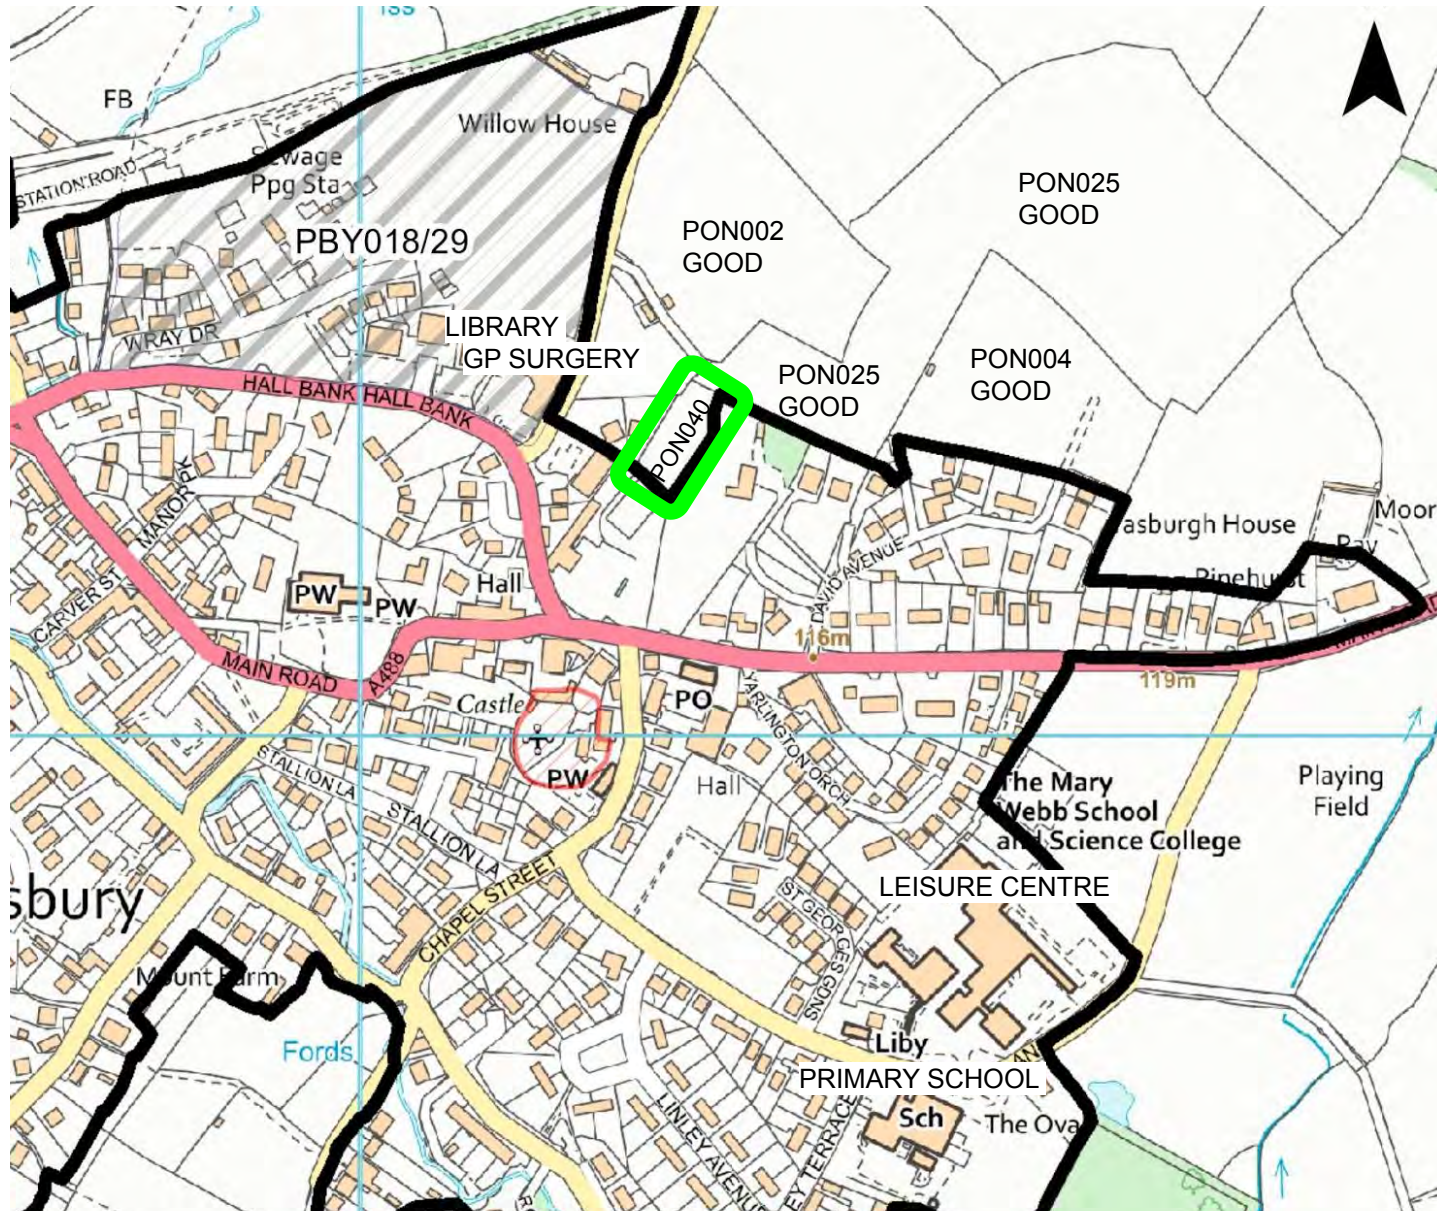 FB
Willow House
Sewage
Ppg Sta
STATION ROAD
PBY018/29
PON002
GOOD
PON025
GOOD
LIBRARY
GP SURGERY
WRAY DR
HALL BANK
HALL BANK
PON025
GOOD
PON004
GOOD
PON040
MANOR PK
CARVER ST
asburgh House
Moor
Pinehurst
PW
PW
Hall
DAVID AVENUE
116m
MAIN ROAD
A488
Castle
PO
119m
YARLINGTON ORCH
STALLION LA
STALLION LA
PW
Hall
The Mary
Webb School
and Science College
Playing
Field
sbury
CHAPEL STREET
LEISURE CENTRE
ST GEORGES GDNS
Mount Farm
Fords
Liby
PRIMARY SCHOOL
Sch
The Ova
LINLEY AVENUE
EY TERRACE